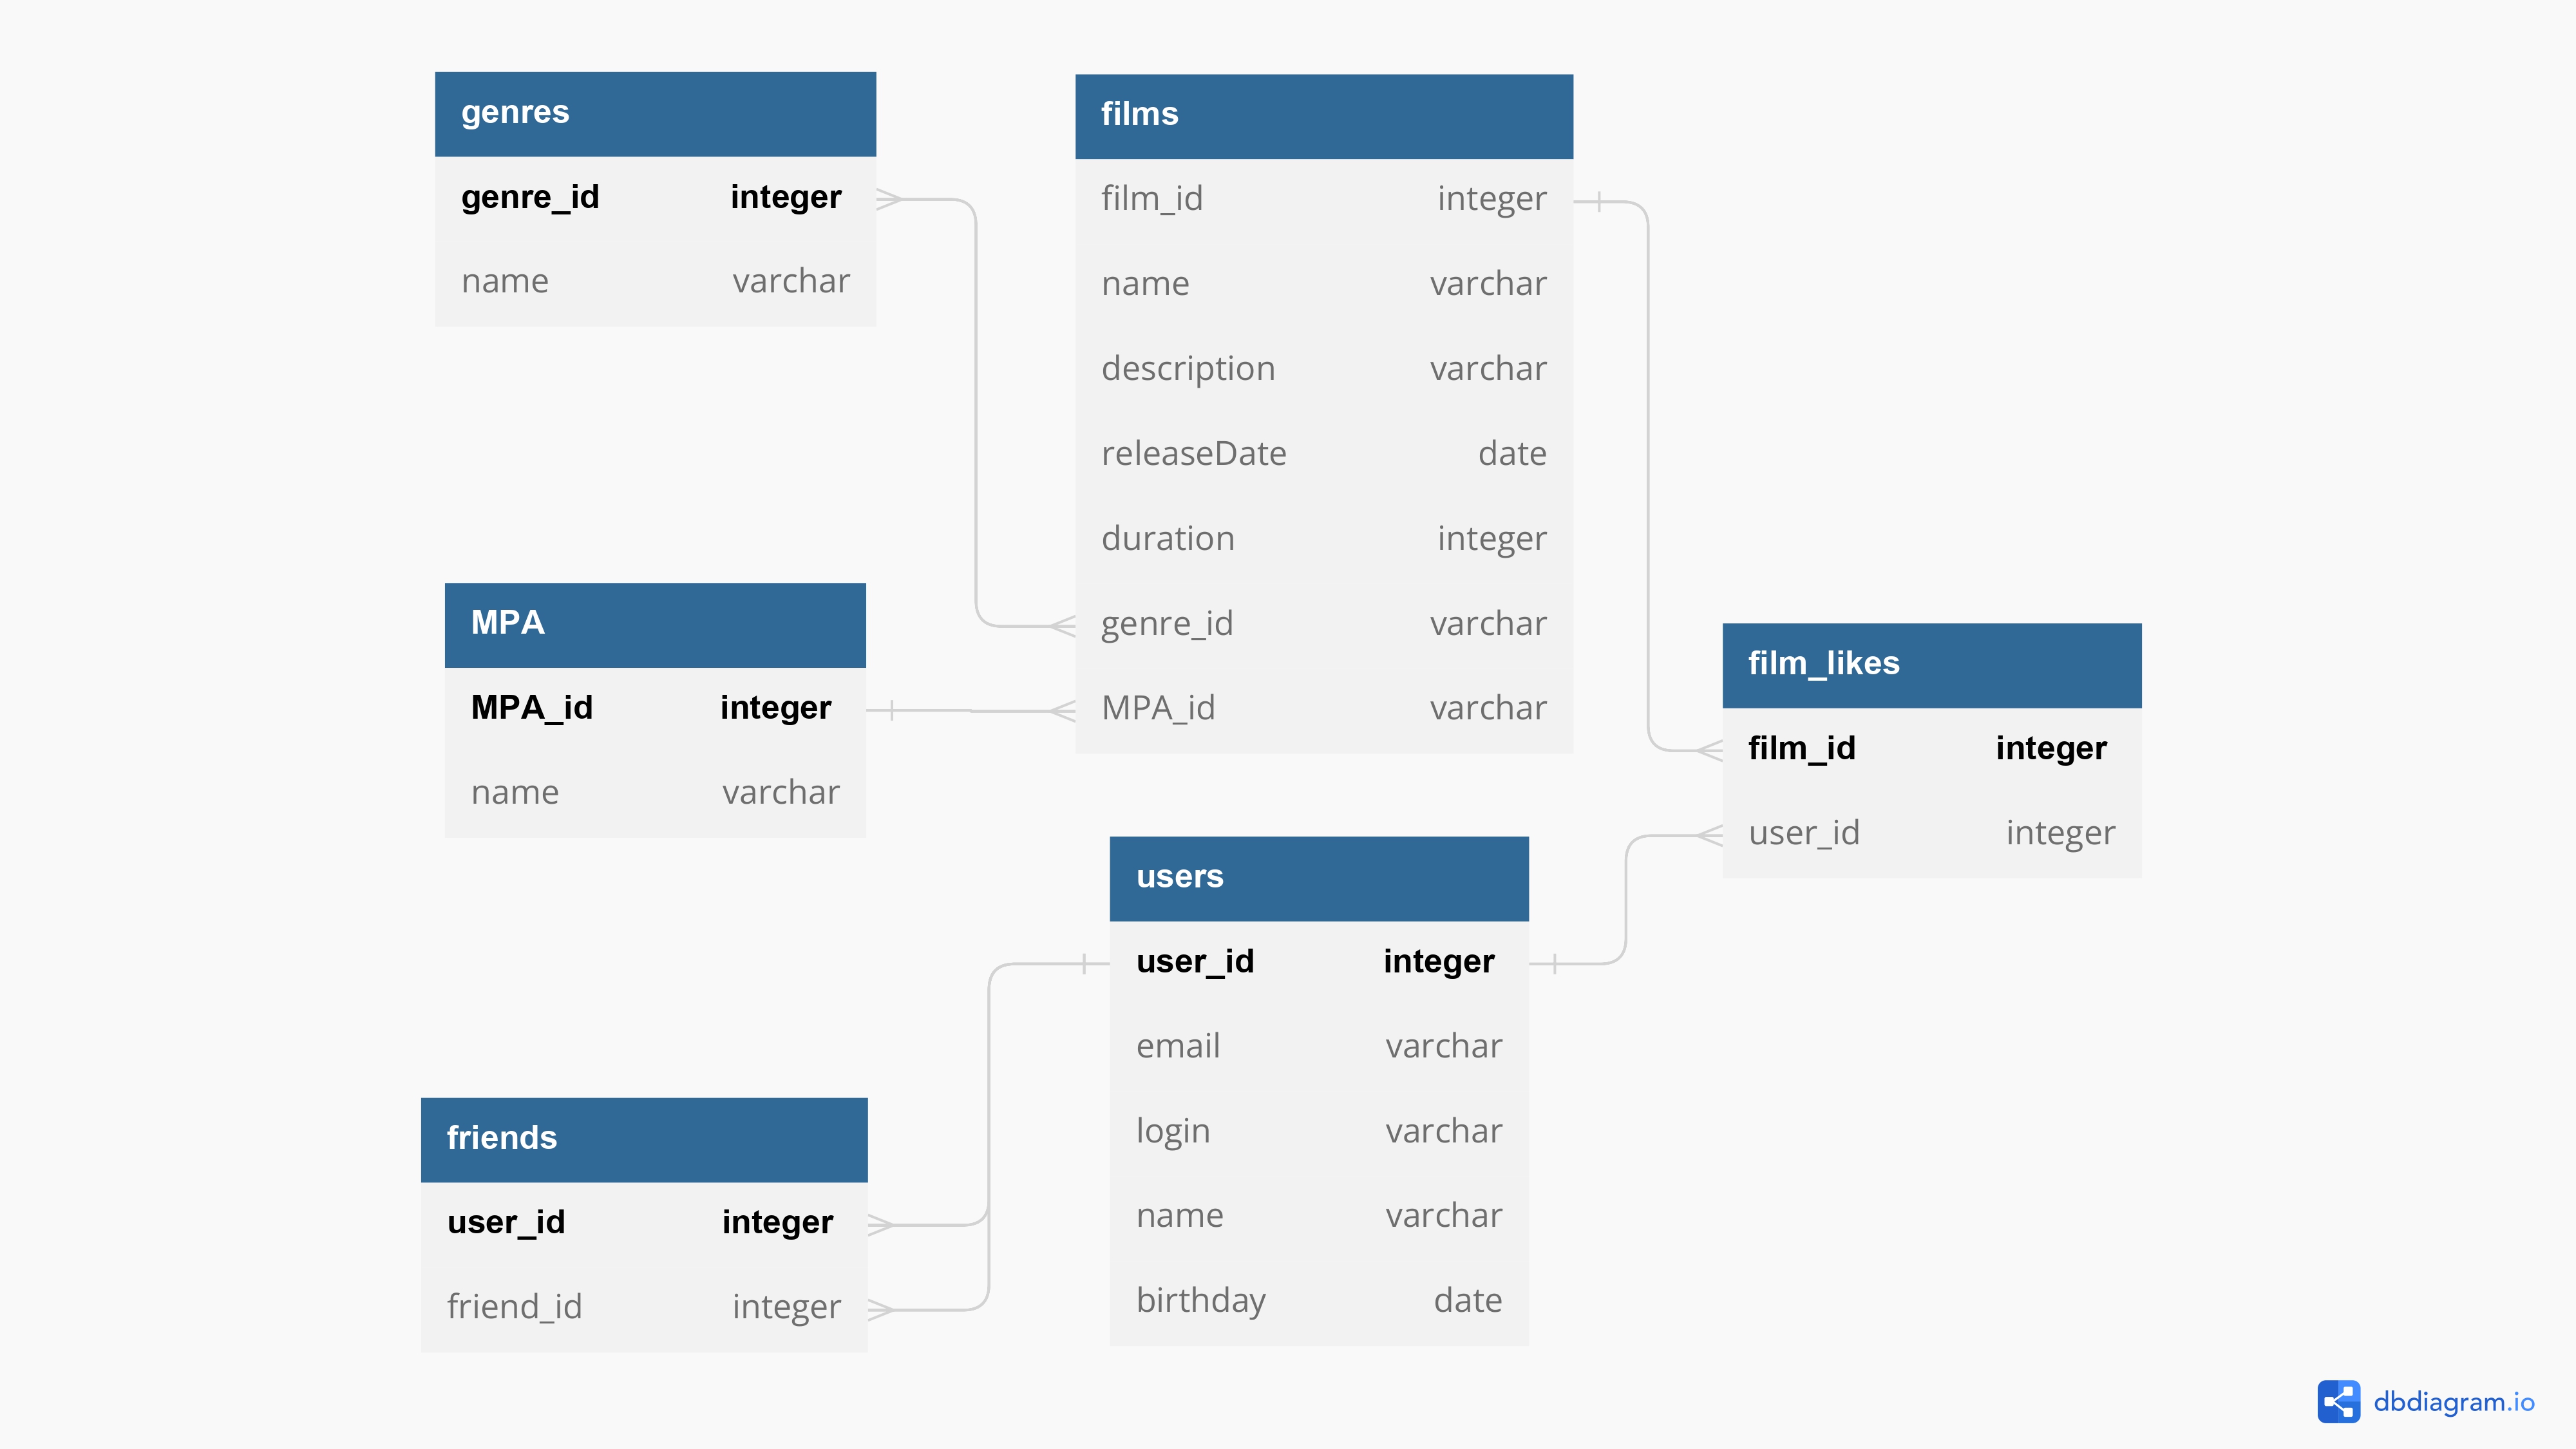 genres
genre_id integer
name varchar
films
film_id integer
name varchar
description varchar
releaseDate date
duration integer
genre_id varchar
MPA_id varchar
MPA
MPA_id integer
name varchar
film_likes
film_id integer
user_id integer
users
user_id integer
email varchar
login varchar
name varchar
birthday date
friends
user_id integer
friend_id integer
dbdiagram.io